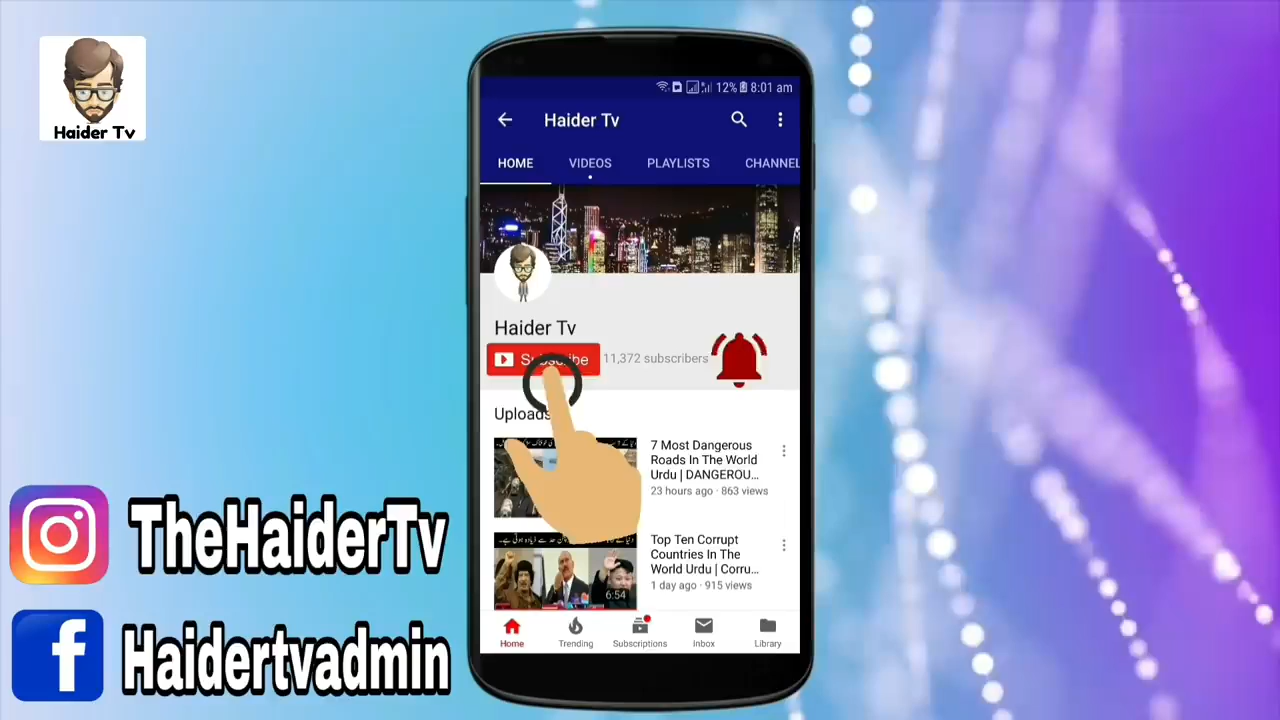 Haider Tv
12% 8:01 am
Haider Tv
HOME VIDEOS PLAYLISTS CHANNEL
Haider Tv
Subscribe 11,372 subscribers
Uploads
7 Most Dangerous
Roads In The World
Urdu | DANGEROU...
23 hours ago · 863 views
Top Ten Corrupt
Countries In The
World Urdu | Corru...
1 day ago · 915 views
6:54
Home Trending Subscriptions Inbox Library
TheHaiderTv
f Haidertvadmin